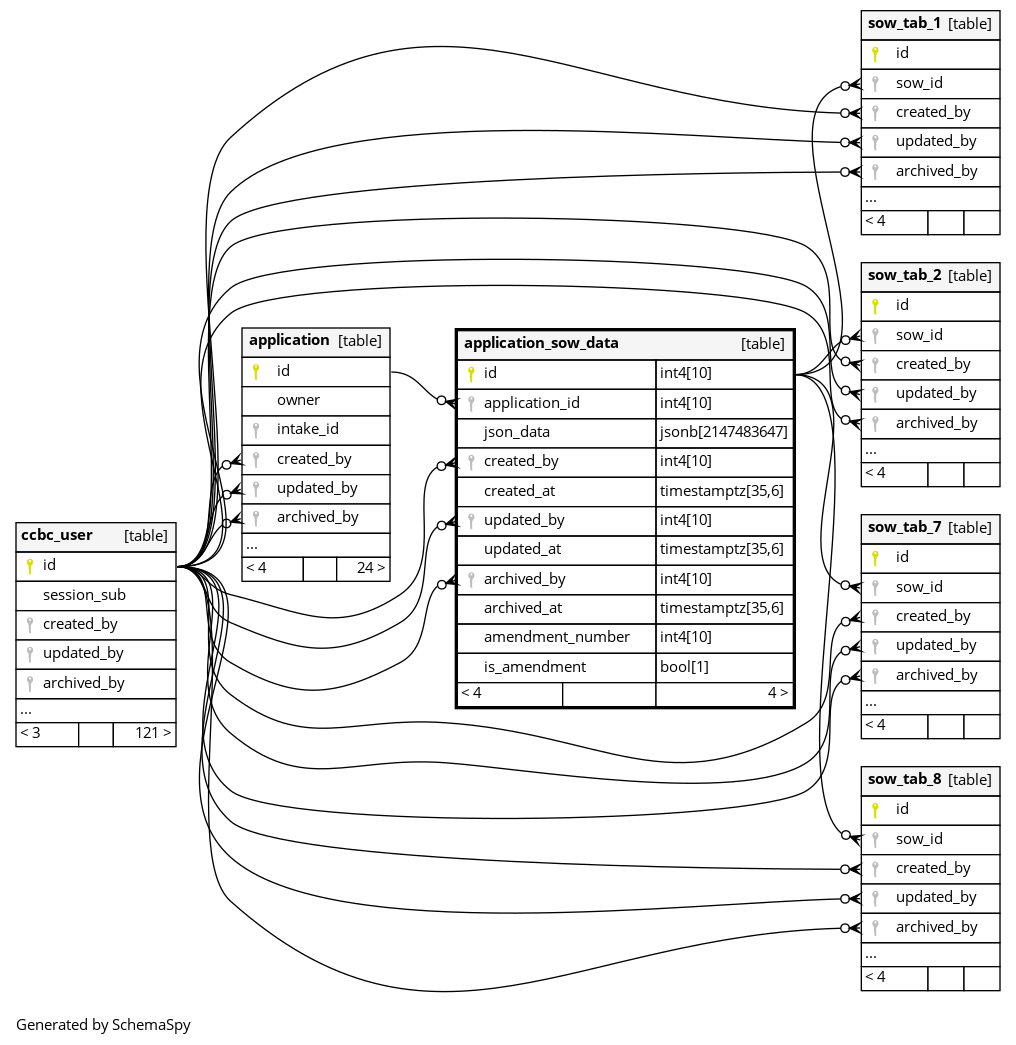 sow_tab_1 [table]
id
sow_id
created_by
updated_by
archived_by
...
< 4
sow_tab_2 [table]
id
sow_id
created_by
updated_by
archived_by
...
< 4
application [table]
id
owner
intake_id
created_by
updated_by
archived_by
...
< 4 24 >
application_sow_data [table]
id int4[10]
application_id int4[10]
json_data jsonb[2147483647]
created_by int4[10]
created_at timestamptz[35,6]
updated_by int4[10]
updated_at timestamptz[35,6]
archived_by int4[10]
archived_at timestamptz[35,6]
amendment_number int4[10]
is_amendment bool[1]
< 4 4 >
ccbc_user [table]
id
session_sub
created_by
updated_by
archived_by
...
< 3 121 >
sow_tab_7 [table]
id
sow_id
created_by
updated_by
archived_by
...
< 4
sow_tab_8 [table]
id
sow_id
created_by
updated_by
archived_by
...
< 4
Generated by SchemaSpy